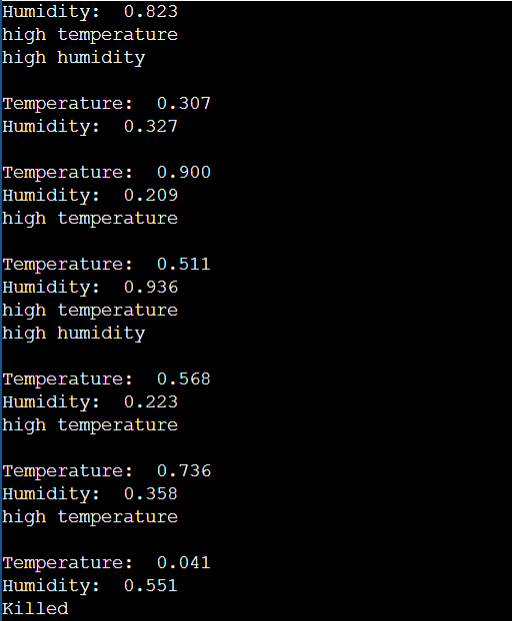 Humidity:  0.823
high temperature
high humidity

Temperature:  0.307
Humidity:  0.327

Temperature:  0.900
Humidity:  0.209
high temperature

Temperature:  0.511
Humidity:  0.936
high temperature
high humidity

Temperature:  0.568
Humidity:  0.223
high temperature

Temperature:  0.736
Humidity:  0.358
high temperature

Temperature:  0.041
Humidity:  0.551
Killed